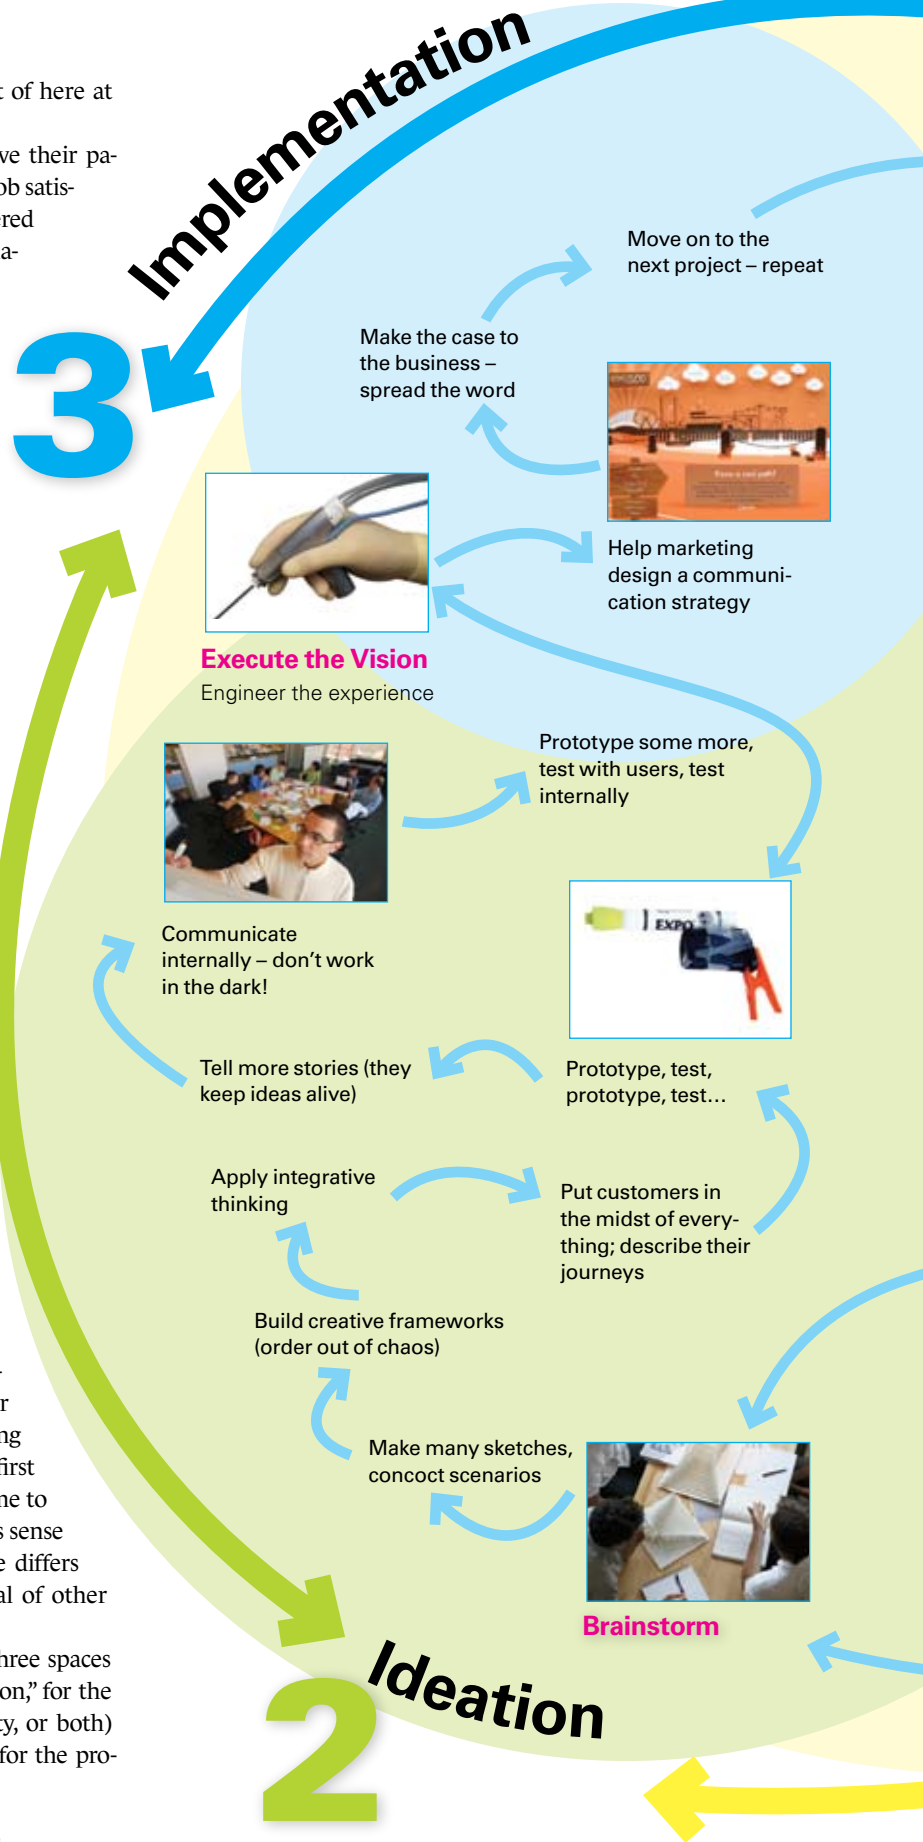 Implementation
t of here at
ve their pa-
ob satis-
ered
a-
3
Move on to the
next project – repeat
Make the case to
the business –
spread the word
Help marketing
design a communi-
cation strategy
Execute the Vision
Engineer the experience
Prototype some more,
test with users, test
internally
Communicate
internally – don't work
in the dark!
EXPO
Tell more stories (they
keep ideas alive)
Prototype, test,
prototype, test...
Apply integrative
thinking
Put customers in
the midst of every-
thing; describe their
journeys
Build creative frameworks
(order out of chaos)
Make many sketches,
concoct scenarios
Brainstorm
-
r
ng
first
ne to
s sense
e differs
al of other
hree spaces
on,” for the
ty, or both)
for the pro-
2
Ideation